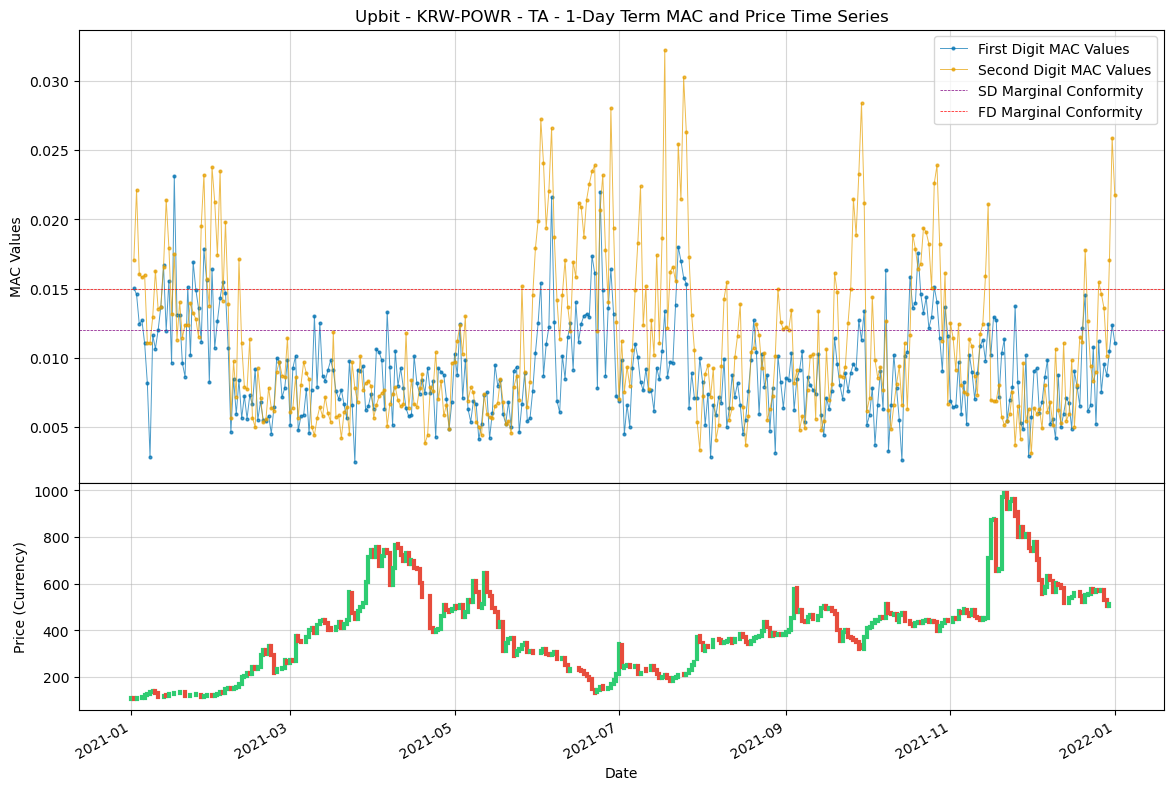 Upbit - KRW-POWR - TA - 1-Day Term MAC and Price Time Series
First Digit MAC Values
Second Digit MAC Values
SD Marginal Conformity
FD Marginal Conformity
MAC Values
0.030
0.025
0.020
0.015
0.010
0.005
Price (Currency)
1000
800
600
400
200
2021-01
2021-03
2021-05
2021-07
2021-09
2021-11
2022-01
Date